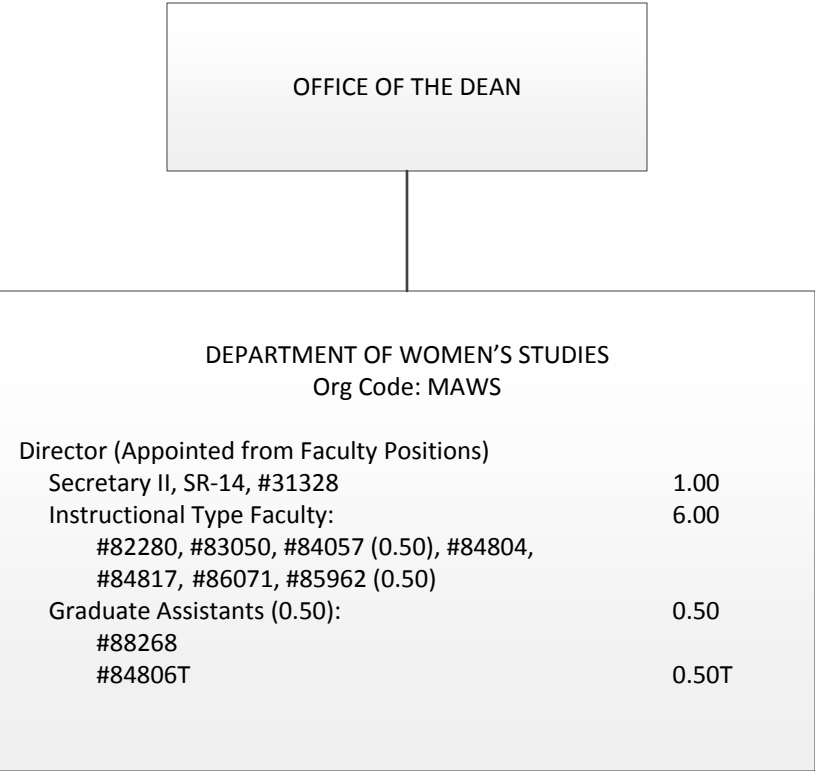 OFFICE OF THE DEAN
DEPARTMENT OF WOMEN’S STUDIES
Org Code: MAWS
Director (Appointed from Faculty Positions)
Secretary II, SR-14, #31328 1.00
Instructional Type Faculty: 6.00
#82280, #83050, #84057 (0.50), #84804,
#84817, #86071, #85962 (0.50)
Graduate Assistants (0.50): 0.50
#88268
#84806T 0.50T